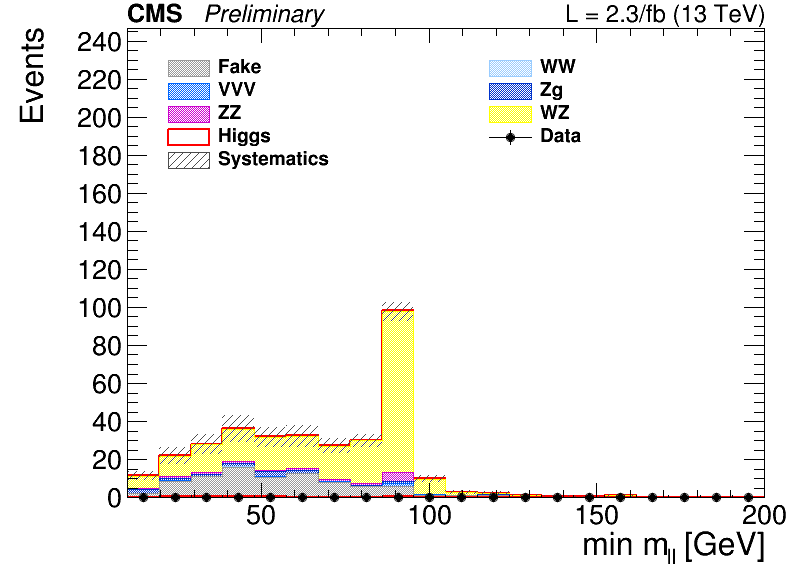 CMS Preliminary L = 2.3/fb (13 TeV)
Events
240
220
200
180
160
140
120
100
80
60
40
20
0
Fake
VVV
ZZ
Higgs
Systematics
WW
Zg
WZ
Data
50 100 150 200
min m_ll [GeV]